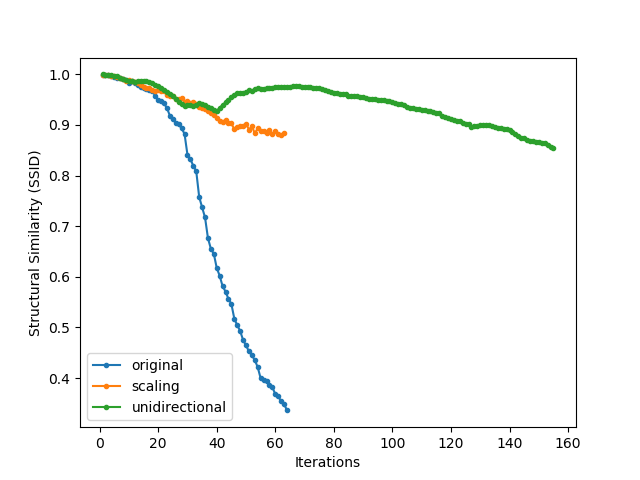 1.0
0.9
0.8
0.7
0.6
0.5
0.4
Structural Similarity (SSID)
original
scaling
unidirectional
0 20 40 60 80 100 120 140 160
Iterations